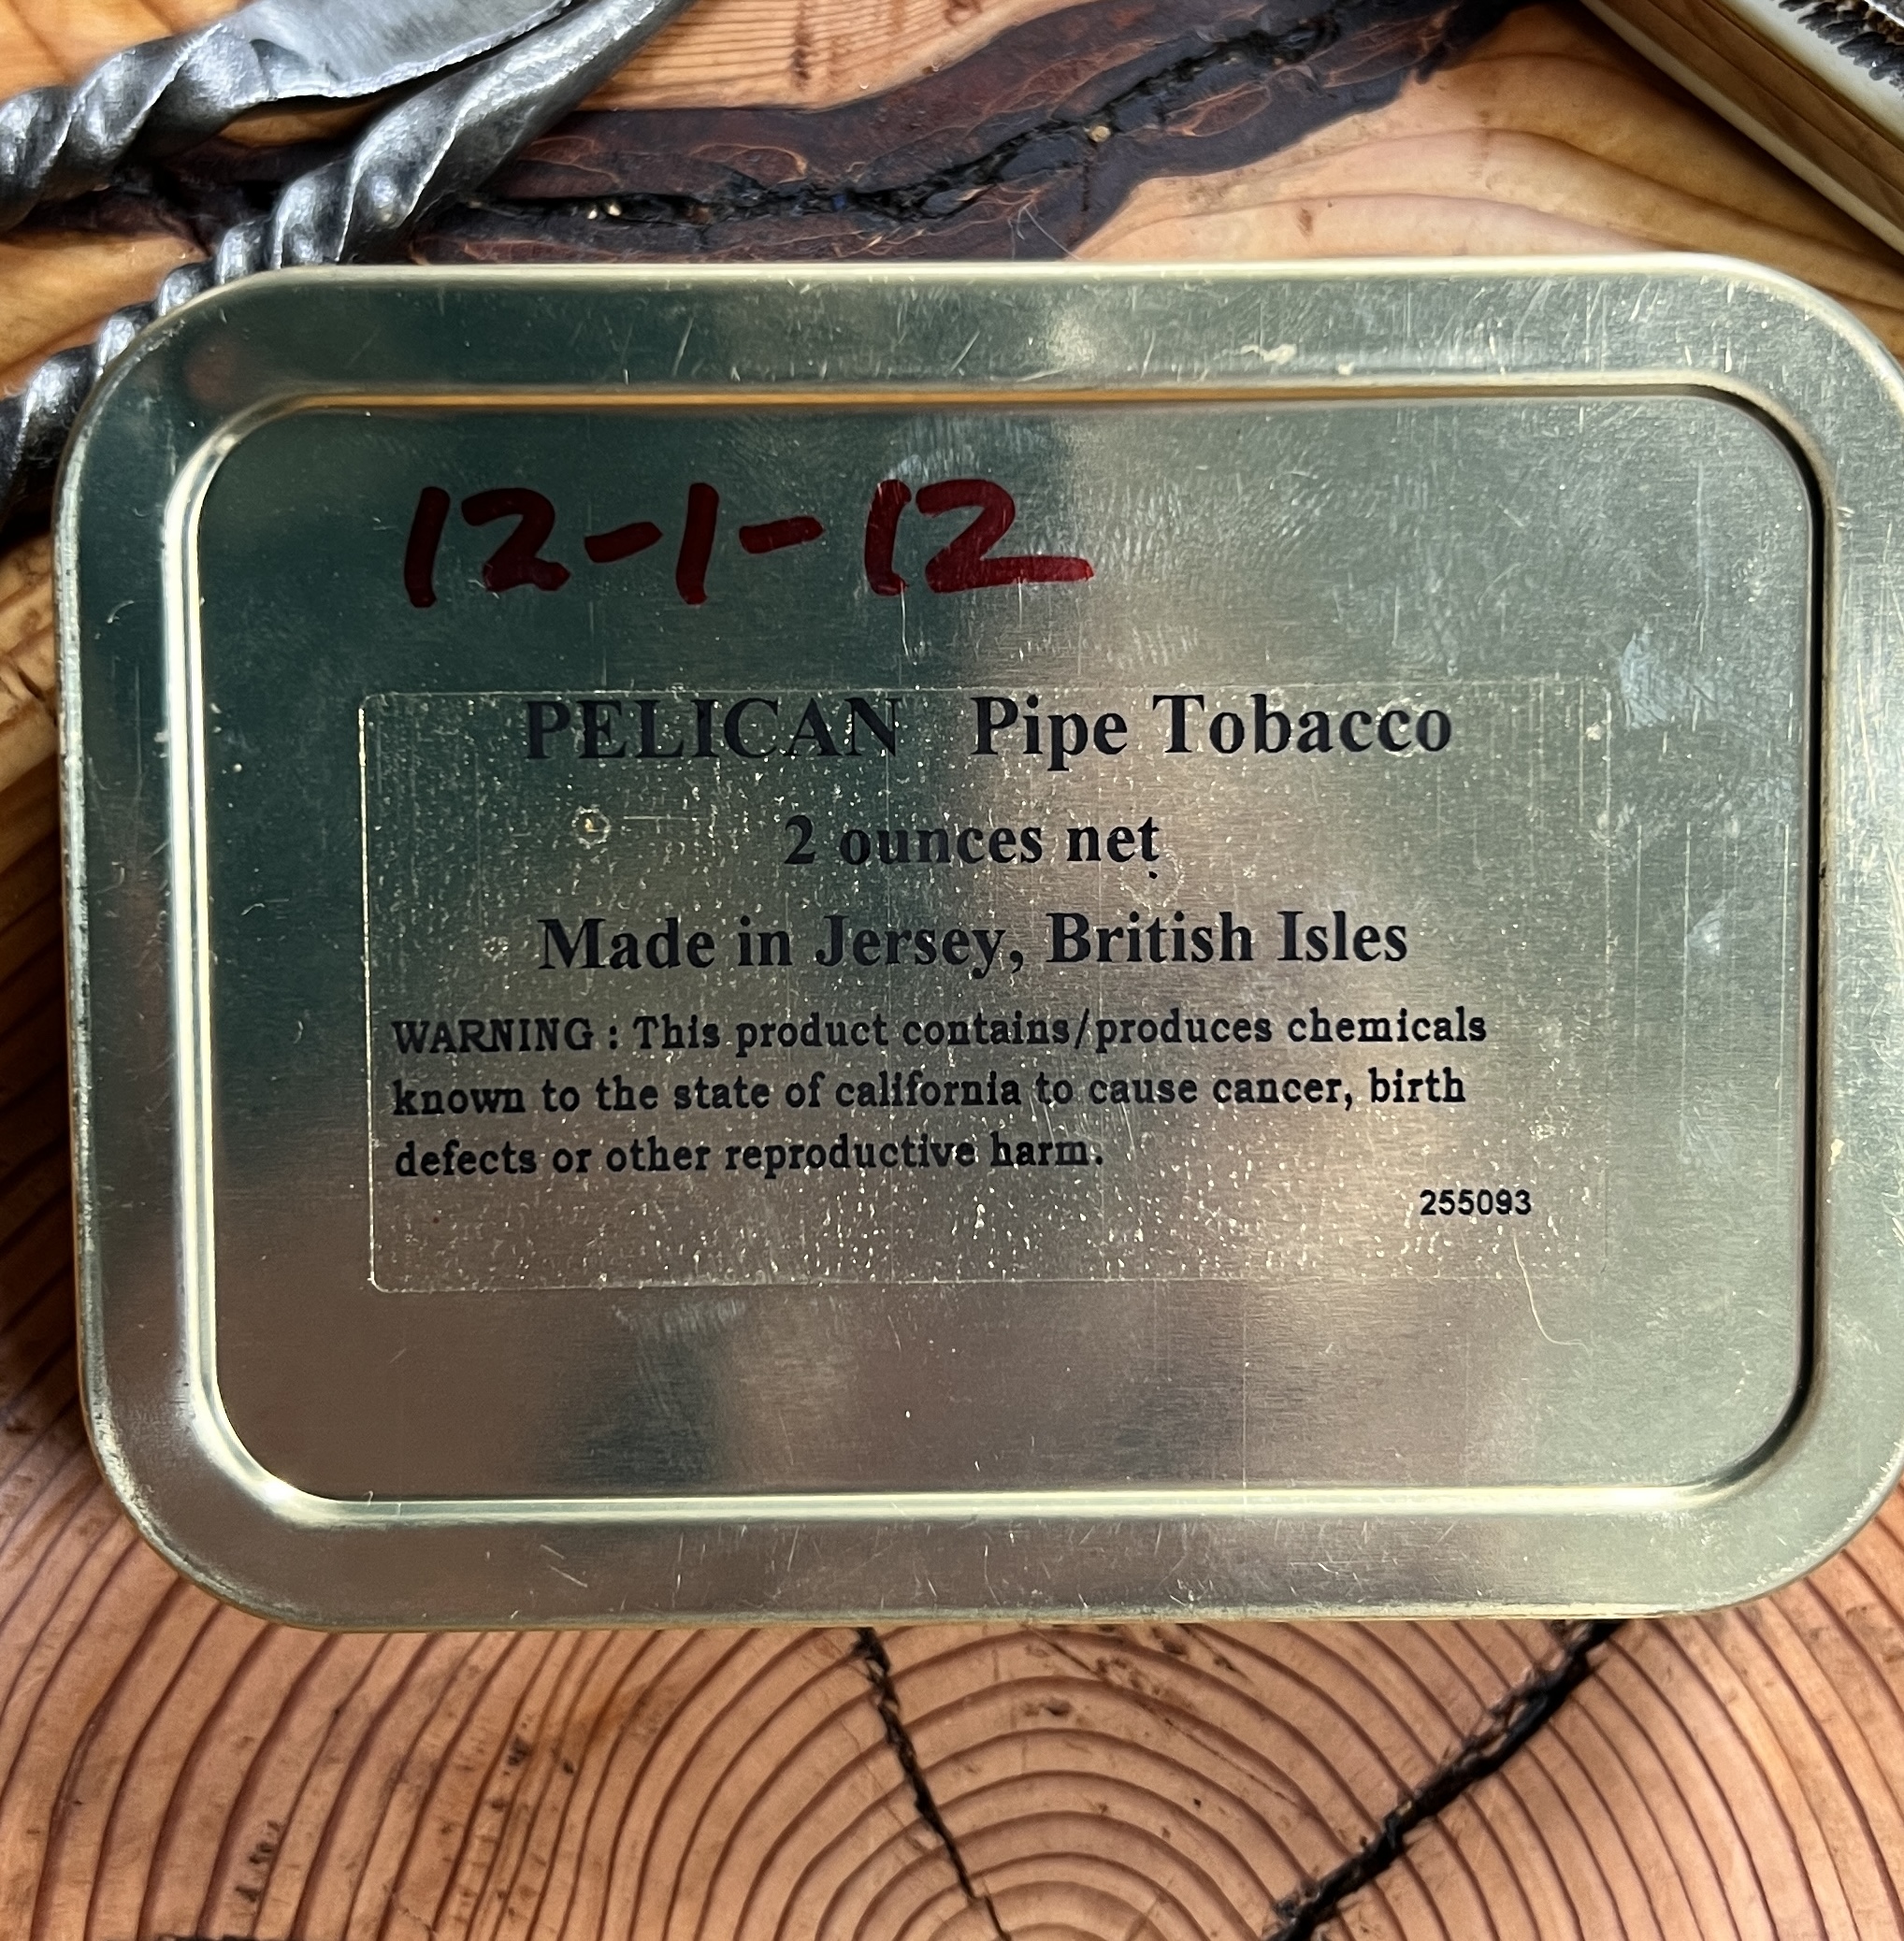 12-1-12
PELICAN Pipe Tobacco
2 ounces net
Made in Jersey, British Isles
WARNING : This product contains/produces chemicals
known to the state of california to cause cancer, birth
defects or other reproductive harm.
255093